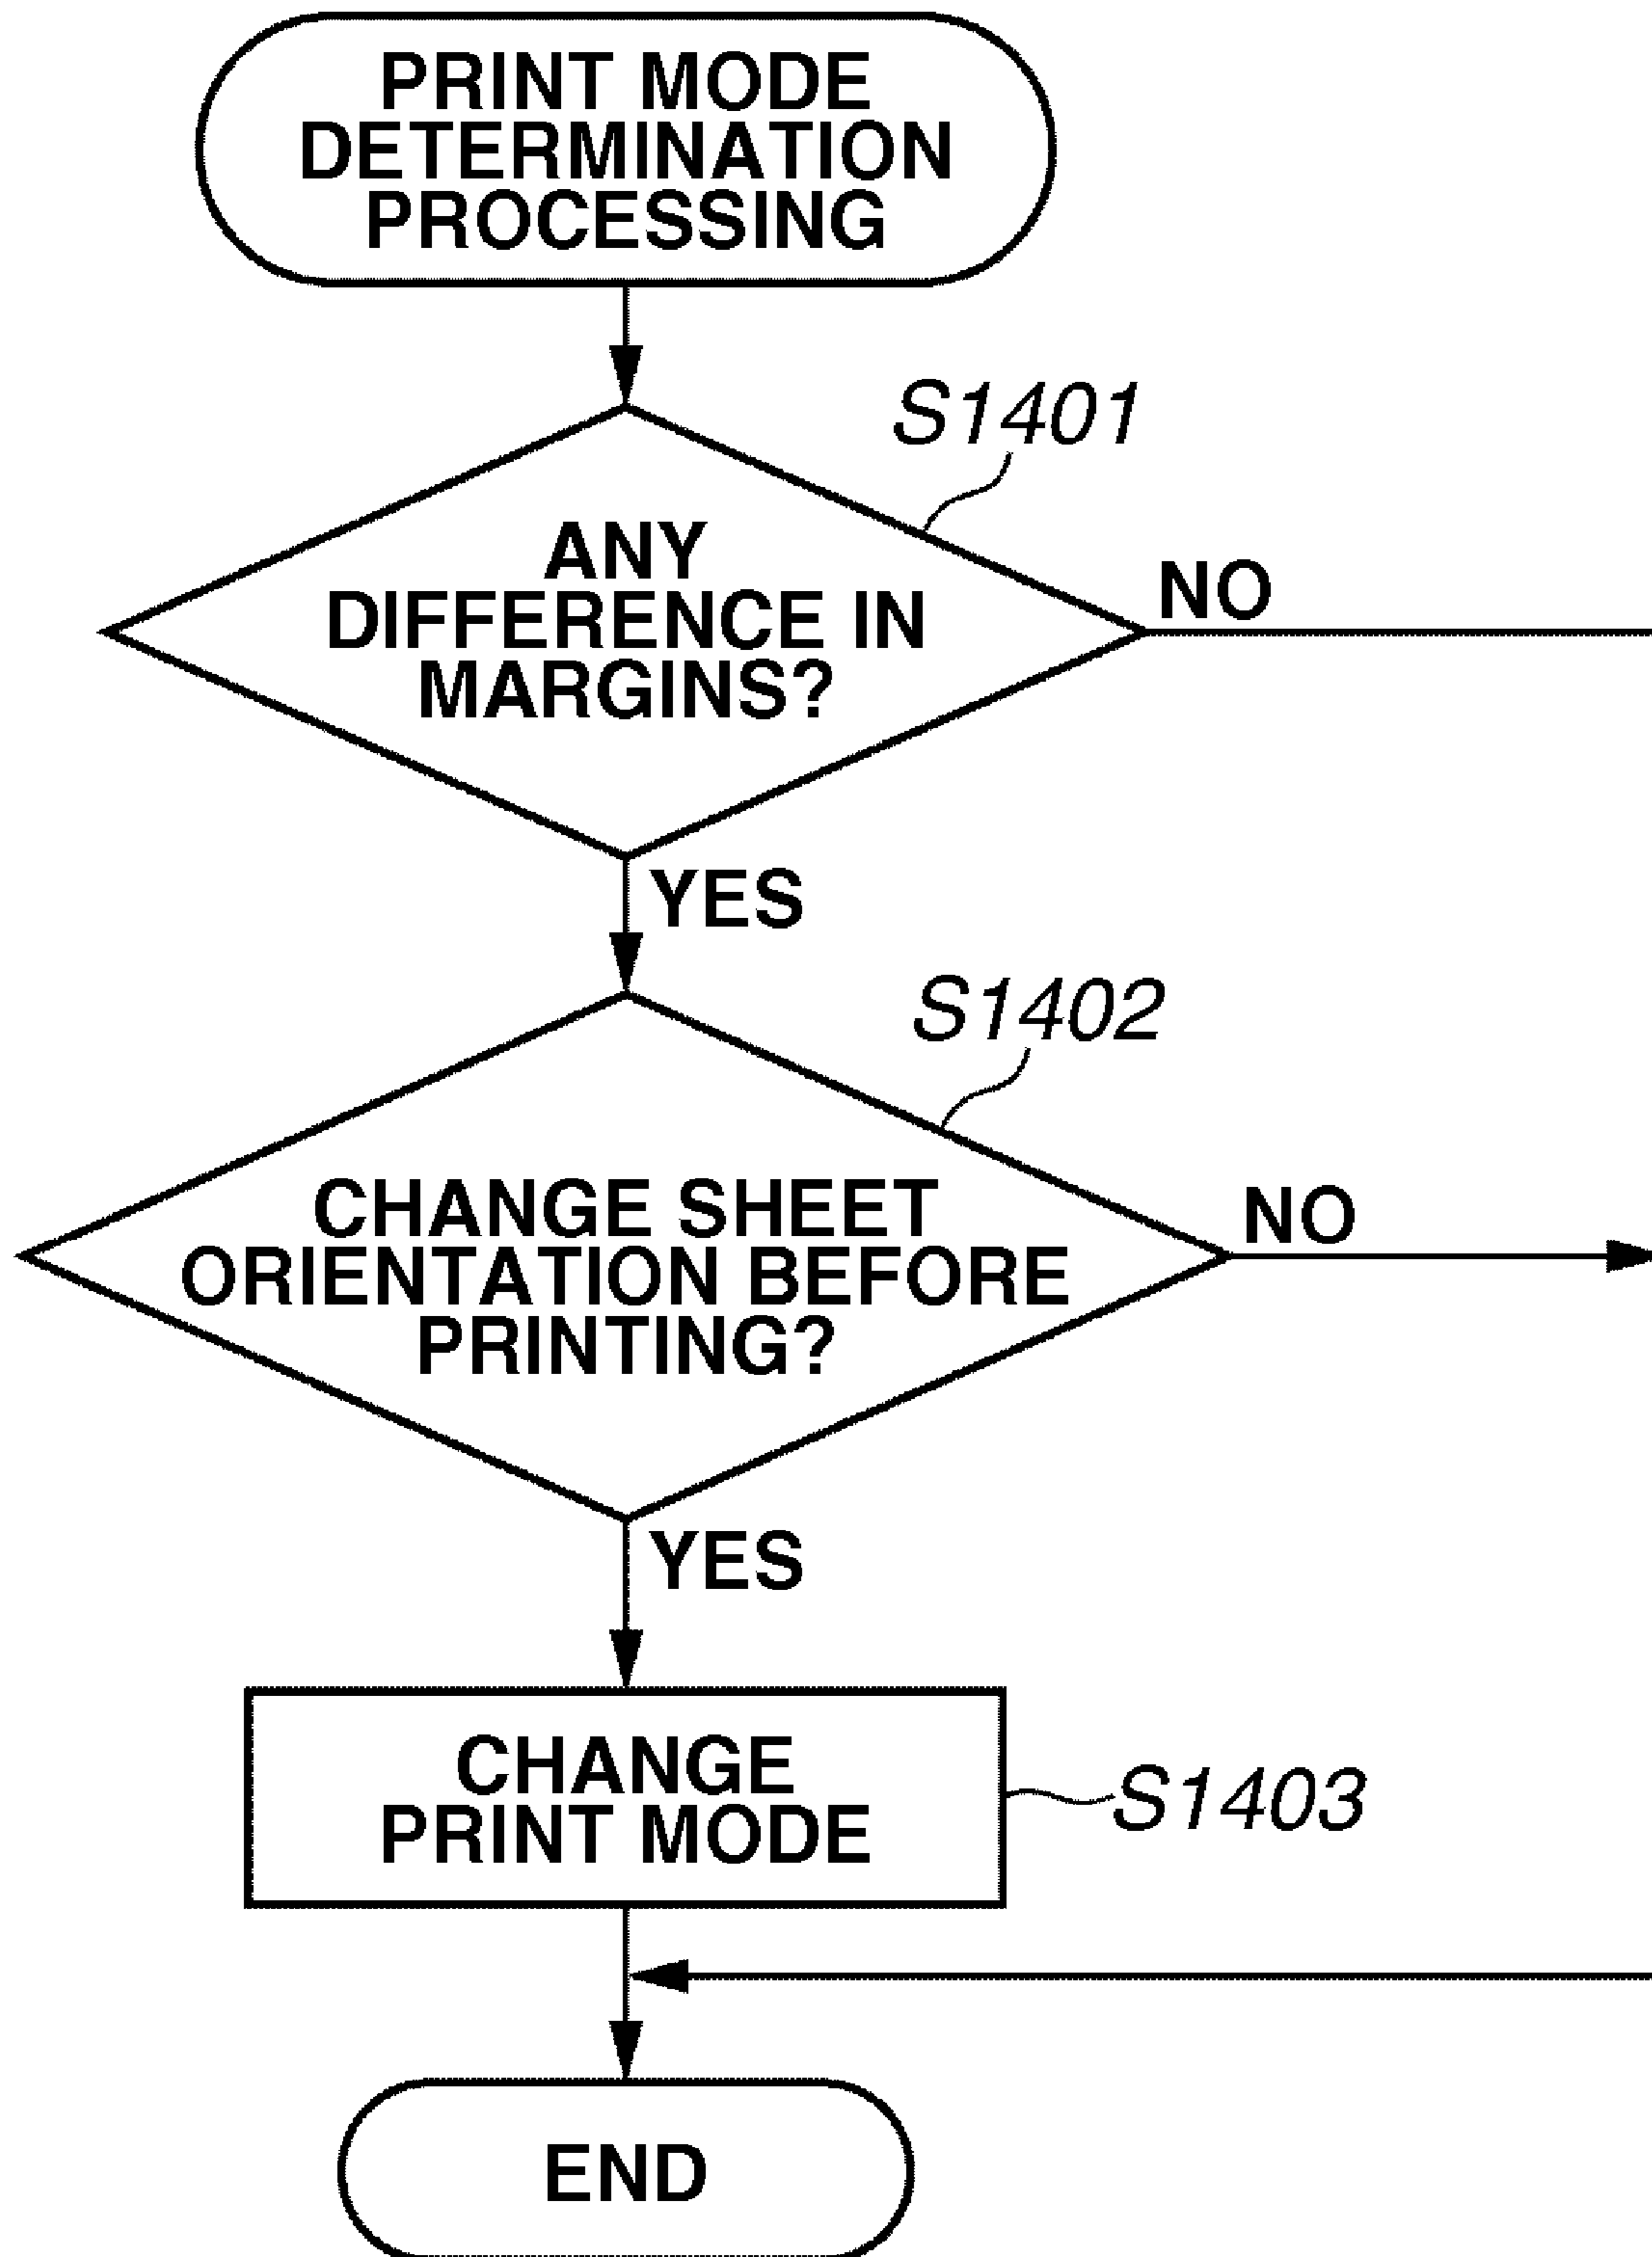 PRINT MODE
DETERMINATION
PROCESSING
S1401
ANY
DIFFERENCE IN
MARGINS?
NO
YES
S1402
CHANGE SHEET
ORIENTATION BEFORE
PRINTING?
NO
YES
CHANGE
PRINT MODE
S1403
END